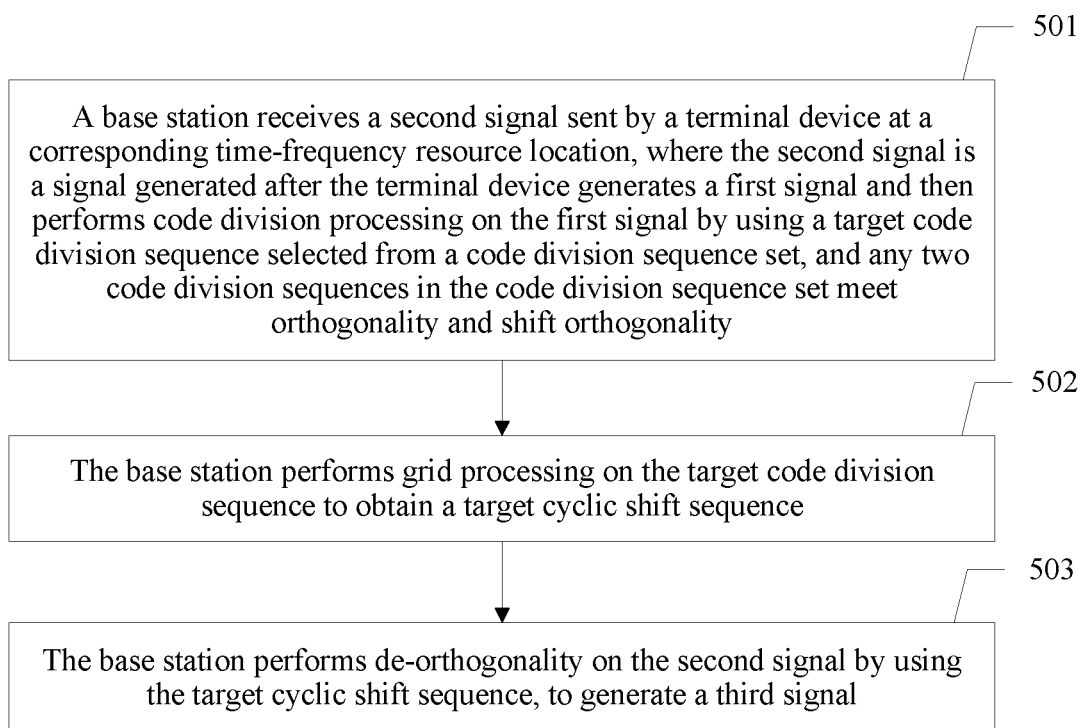 501
A base station receives a second signal sent by a terminal device at a
corresponding time-frequency resource location, where the second signal is
a signal generated after the terminal device generates a first signal and then
performs code division processing on the first signal by using a target code
division sequence selected from a code division sequence set, and any two
code division sequences in the code division sequence set meet
orthogonality and shift orthogonality
502
The base station performs grid processing on the target code division
sequence to obtain a target cyclic shift sequence
503
The base station performs de-orthogonality on the second signal by using
the target cyclic shift sequence, to generate a third signal